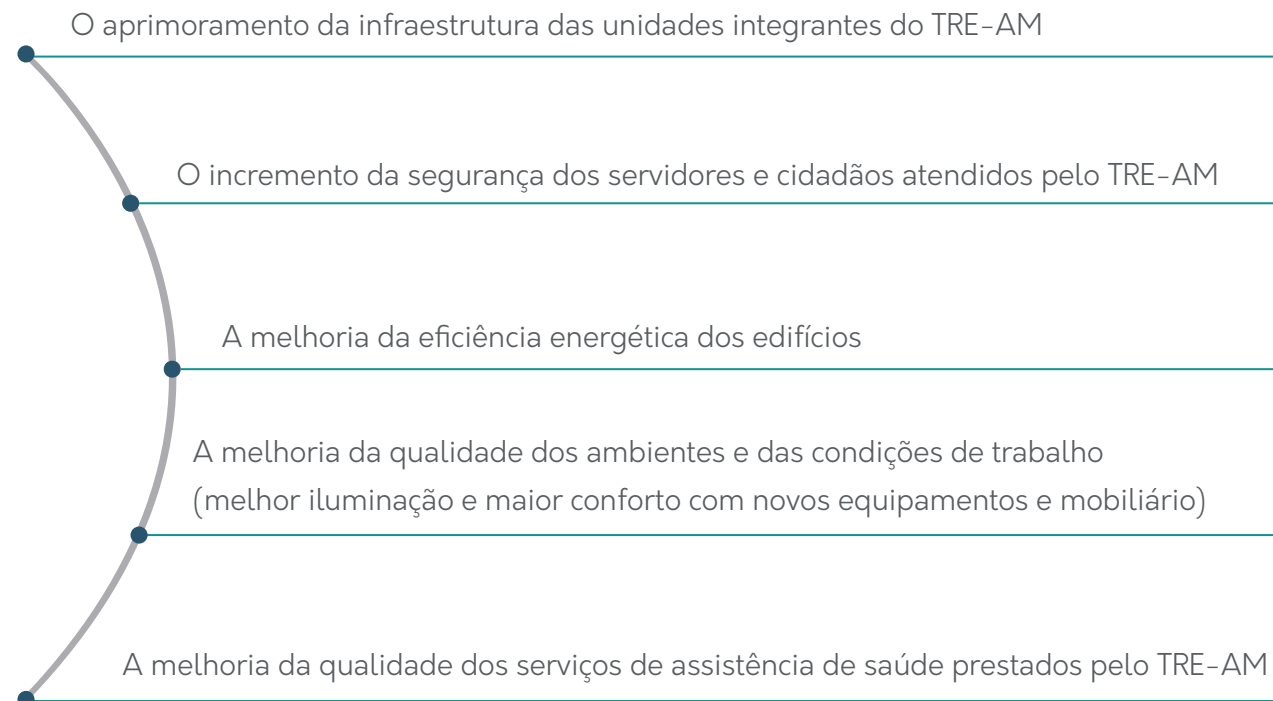 O aprimoramento da infraestrutura das unidades integrantes do TRE-AM
O incremento da segurança dos servidores e cidadãos atendidos pelo TRE-AM
A melhoria da eficiência energética dos edifícios
A melhoria da qualidade dos ambientes e das condições de trabalho
(melhor iluminação e maior conforto com novos equipamentos e mobiliário)
A melhoria da qualidade dos serviços de assistência de saúde prestados pelo TRE-AM